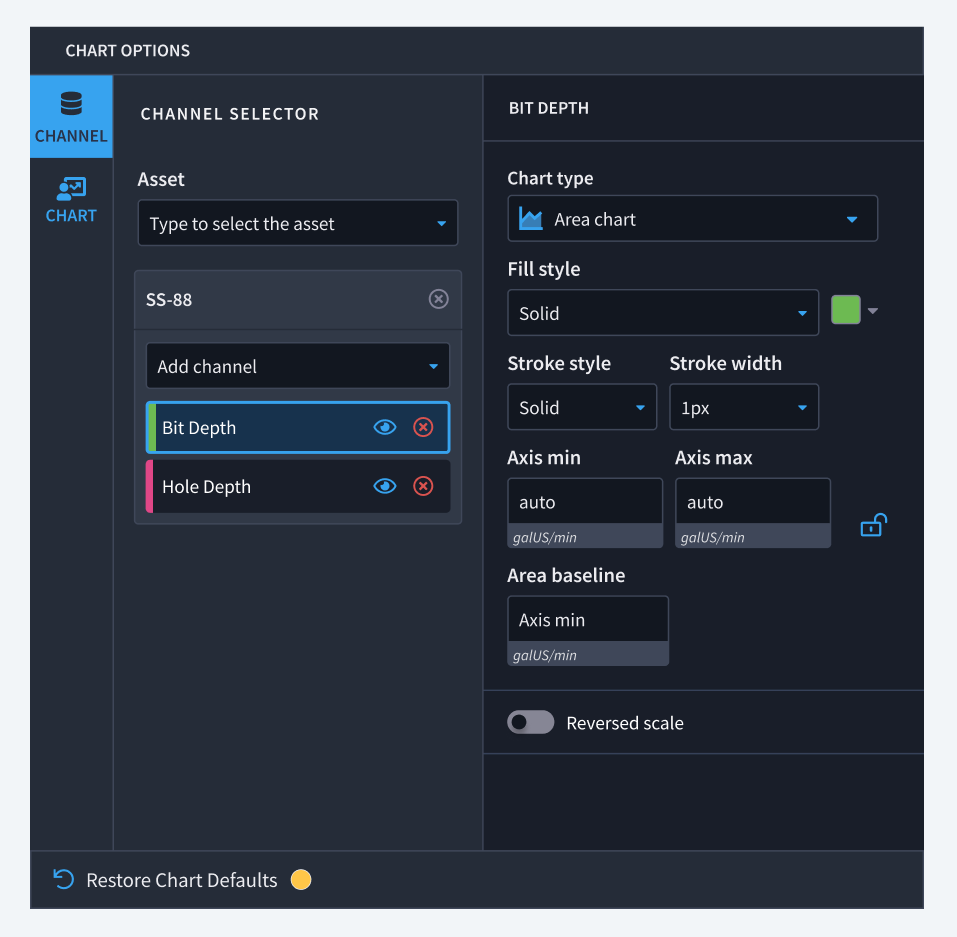 CHART OPTIONS
CHANNEL
CHART
CHANNEL SELECTOR
Asset
Type to select the asset
SS-88
Add channel
Bit Depth
Hole Depth
BIT DEPTH
Chart type
Area chart
Fill style
Solid
Stroke style Stroke width
Solid 1px
Axis min Axis max
auto auto
galUS/min galUS/min
Area baseline
Axis min
galUS/min
Reversed scale
Restore Chart Defaults